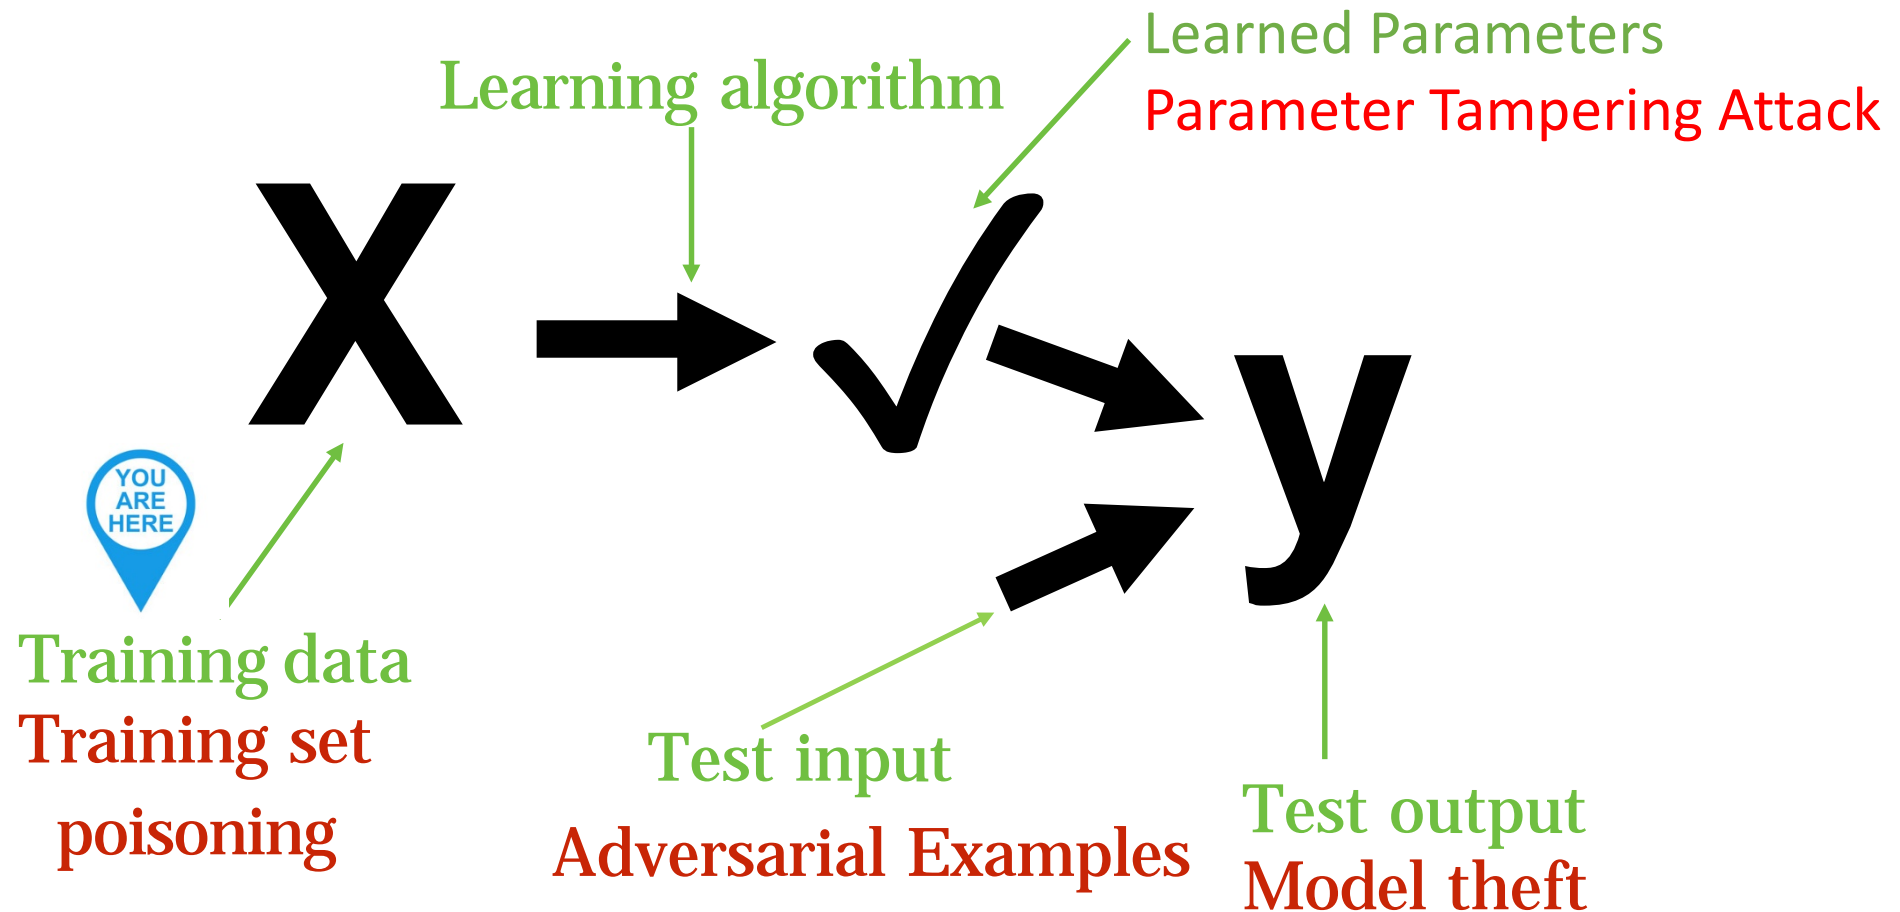 Learned Parameters
Parameter Tampering Attack
Learning algorithm
X
y
YOU
ARE
HERE
Training data
Training set
poisoning
Test input
Adversarial Examples
Test output
Model theft